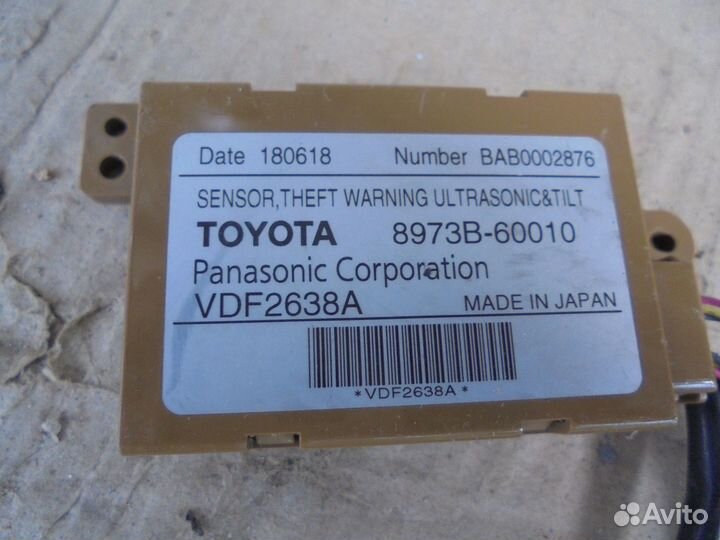 Date 180618 Number BAB0002876
SENSOR,THEFT WARNING ULTRASONIC&TILT
TOYOTA 8973B-60010
Panasonic Corporation
VDF2638A MADE IN JAPAN
*VDF2638A*
Avito